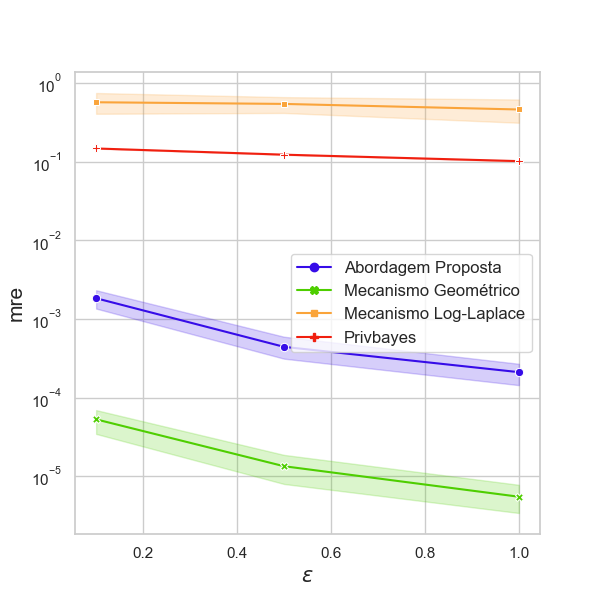 10⁰
10⁻¹
10⁻²
10⁻³
10⁻⁴
10⁻⁵
mre
Abordagem Proposta
Mecanismo Geométrico
Mecanismo Log-Laplace
Privbayes
0.2 0.4 0.6 0.8 1.0
ε